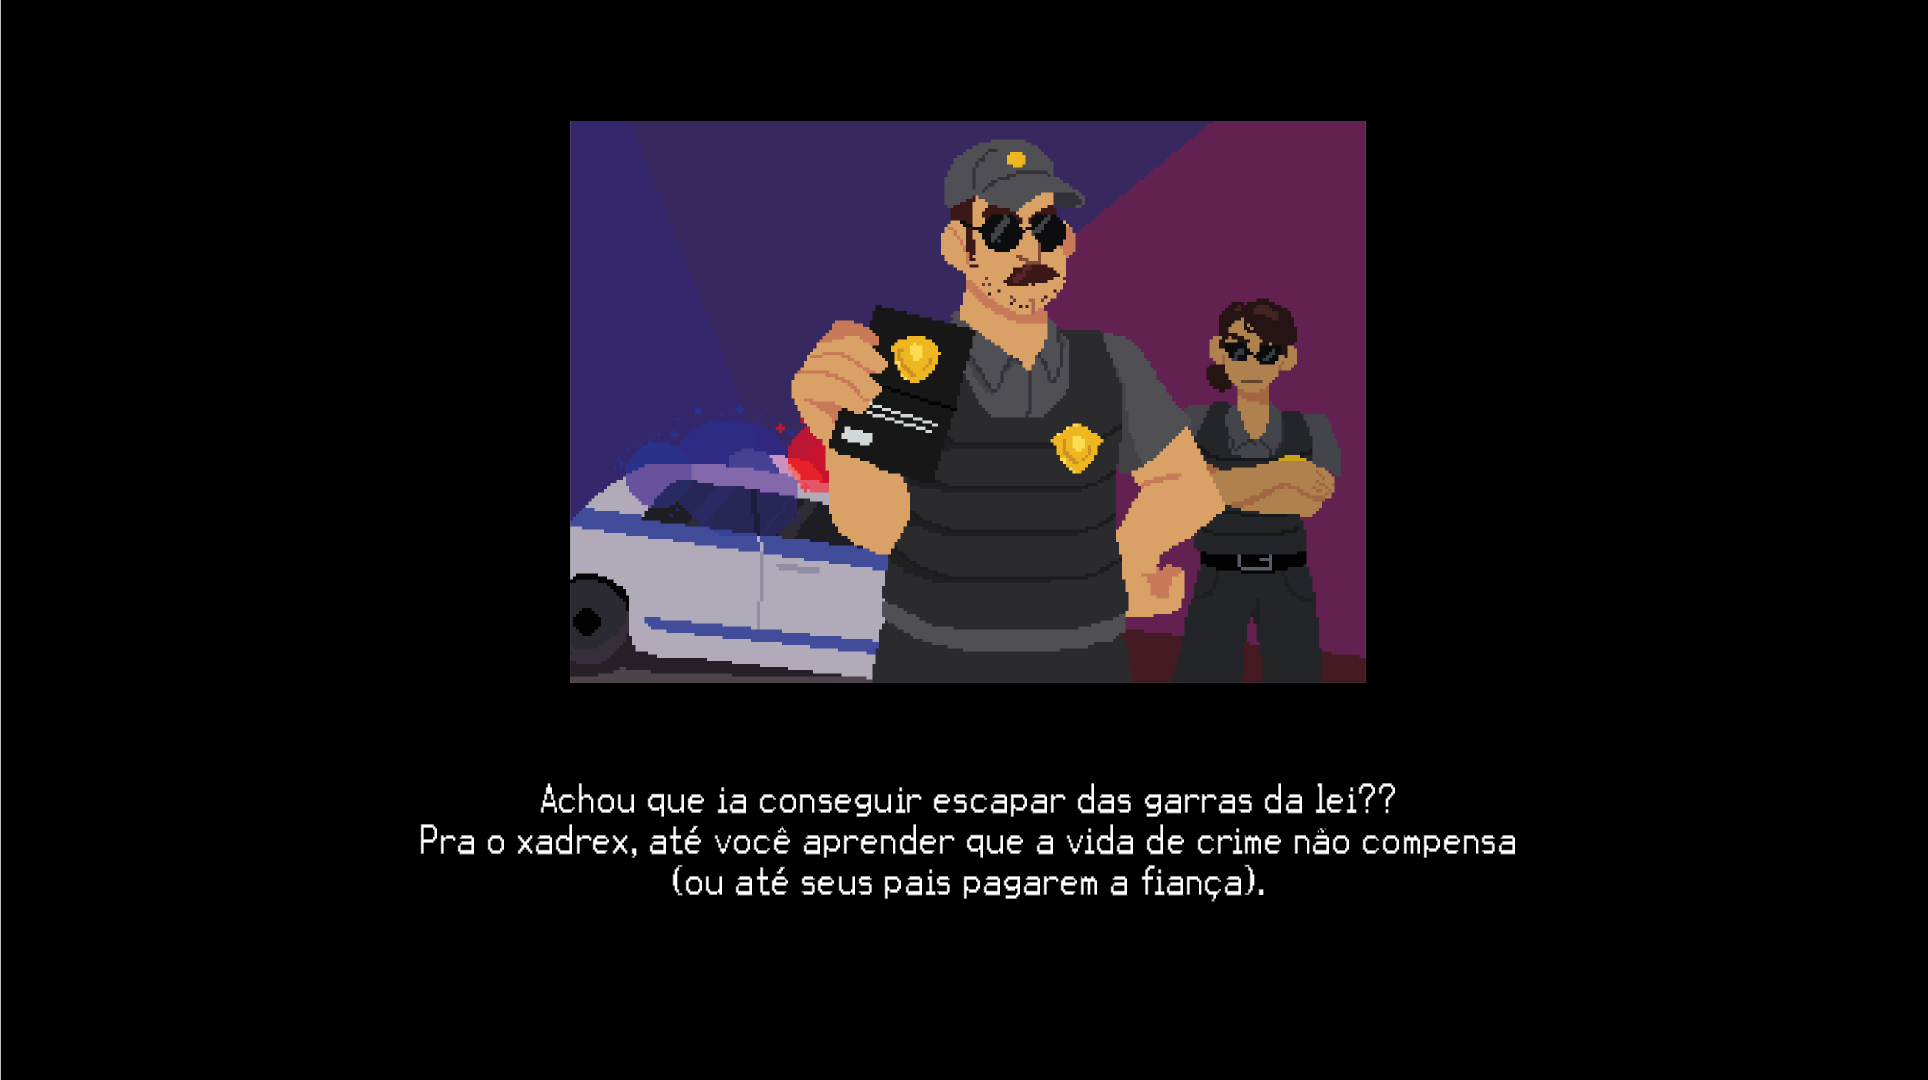 Achou que ia conseguir escapar das garras da lei??
Pra o xadrex, até você aprender que a vida de crime não compensa
(ou até seus pais pagarem a fiança).